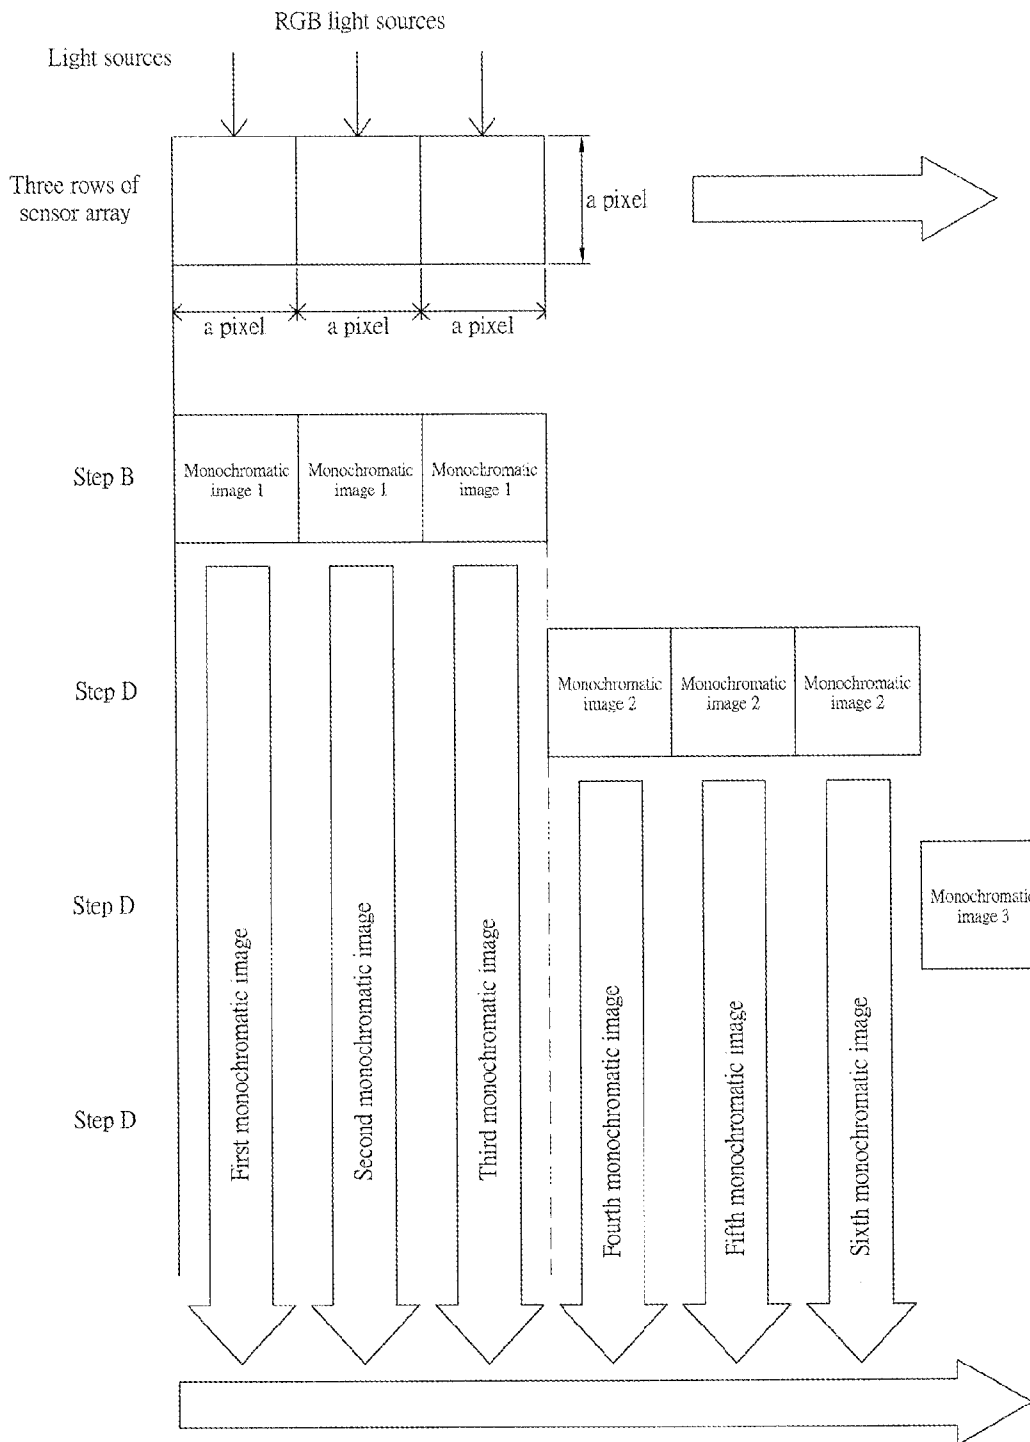 RGB light sources
Light sources
Three rows of
sensor array
a pixel
a pixel
a pixel
a pixel
Step B
Monochromatic
image 1
Monochromatic
image 1
Monochromatic
image 1
Step D
Monochromatic
image 2
Monochromatic
image 2
Monochromatic
image 2
Step D
Monochromatic
image 3
Step D
First monochromatic image
Second monochromatic image
Third monochromatic image
Fourth monochromatic image
Fifth monochromatic image
Sixth monochromatic image